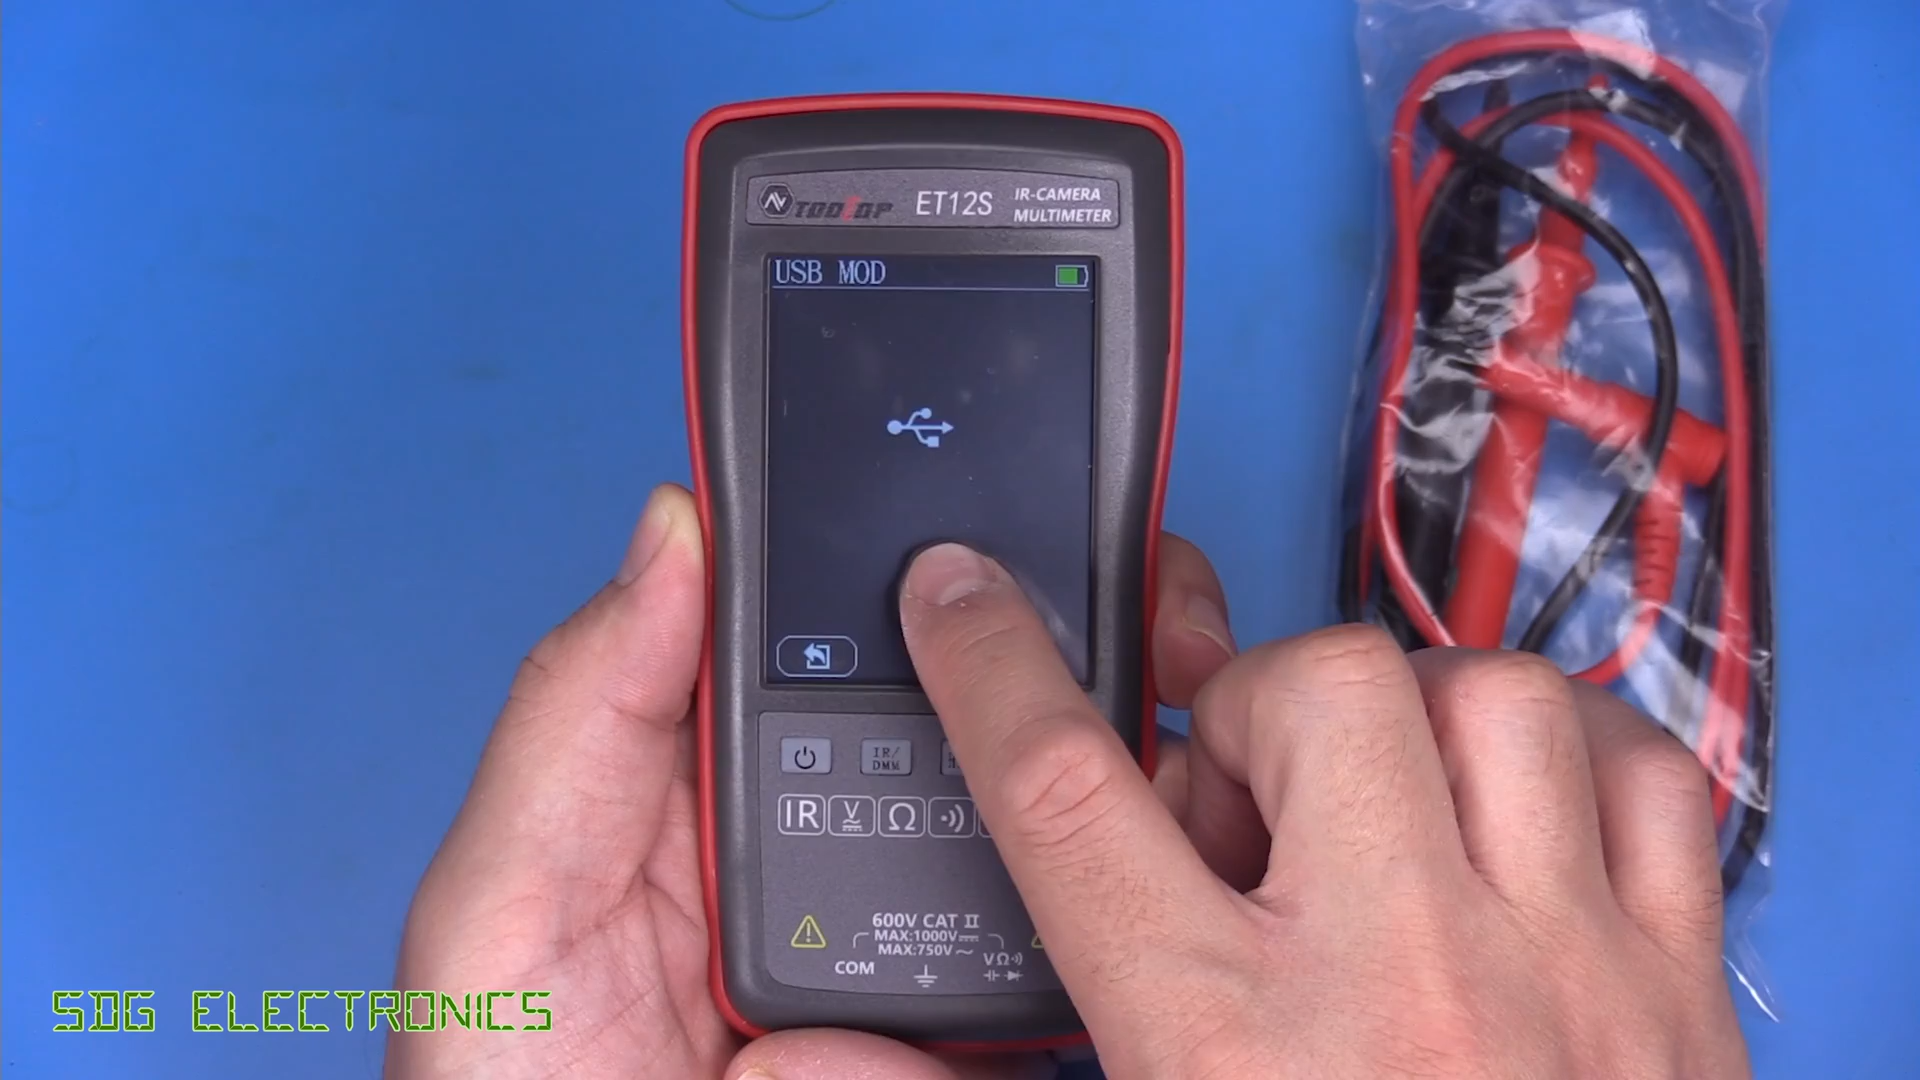 TOOLTOP ET12S IR-CAMERA
MULTIMETER
USB MOD
IR/
DMM
IR V Ω
600V CAT II
MAX:1000V
MAX:750V~
COM
VΩ
SDG ELECTRONICS